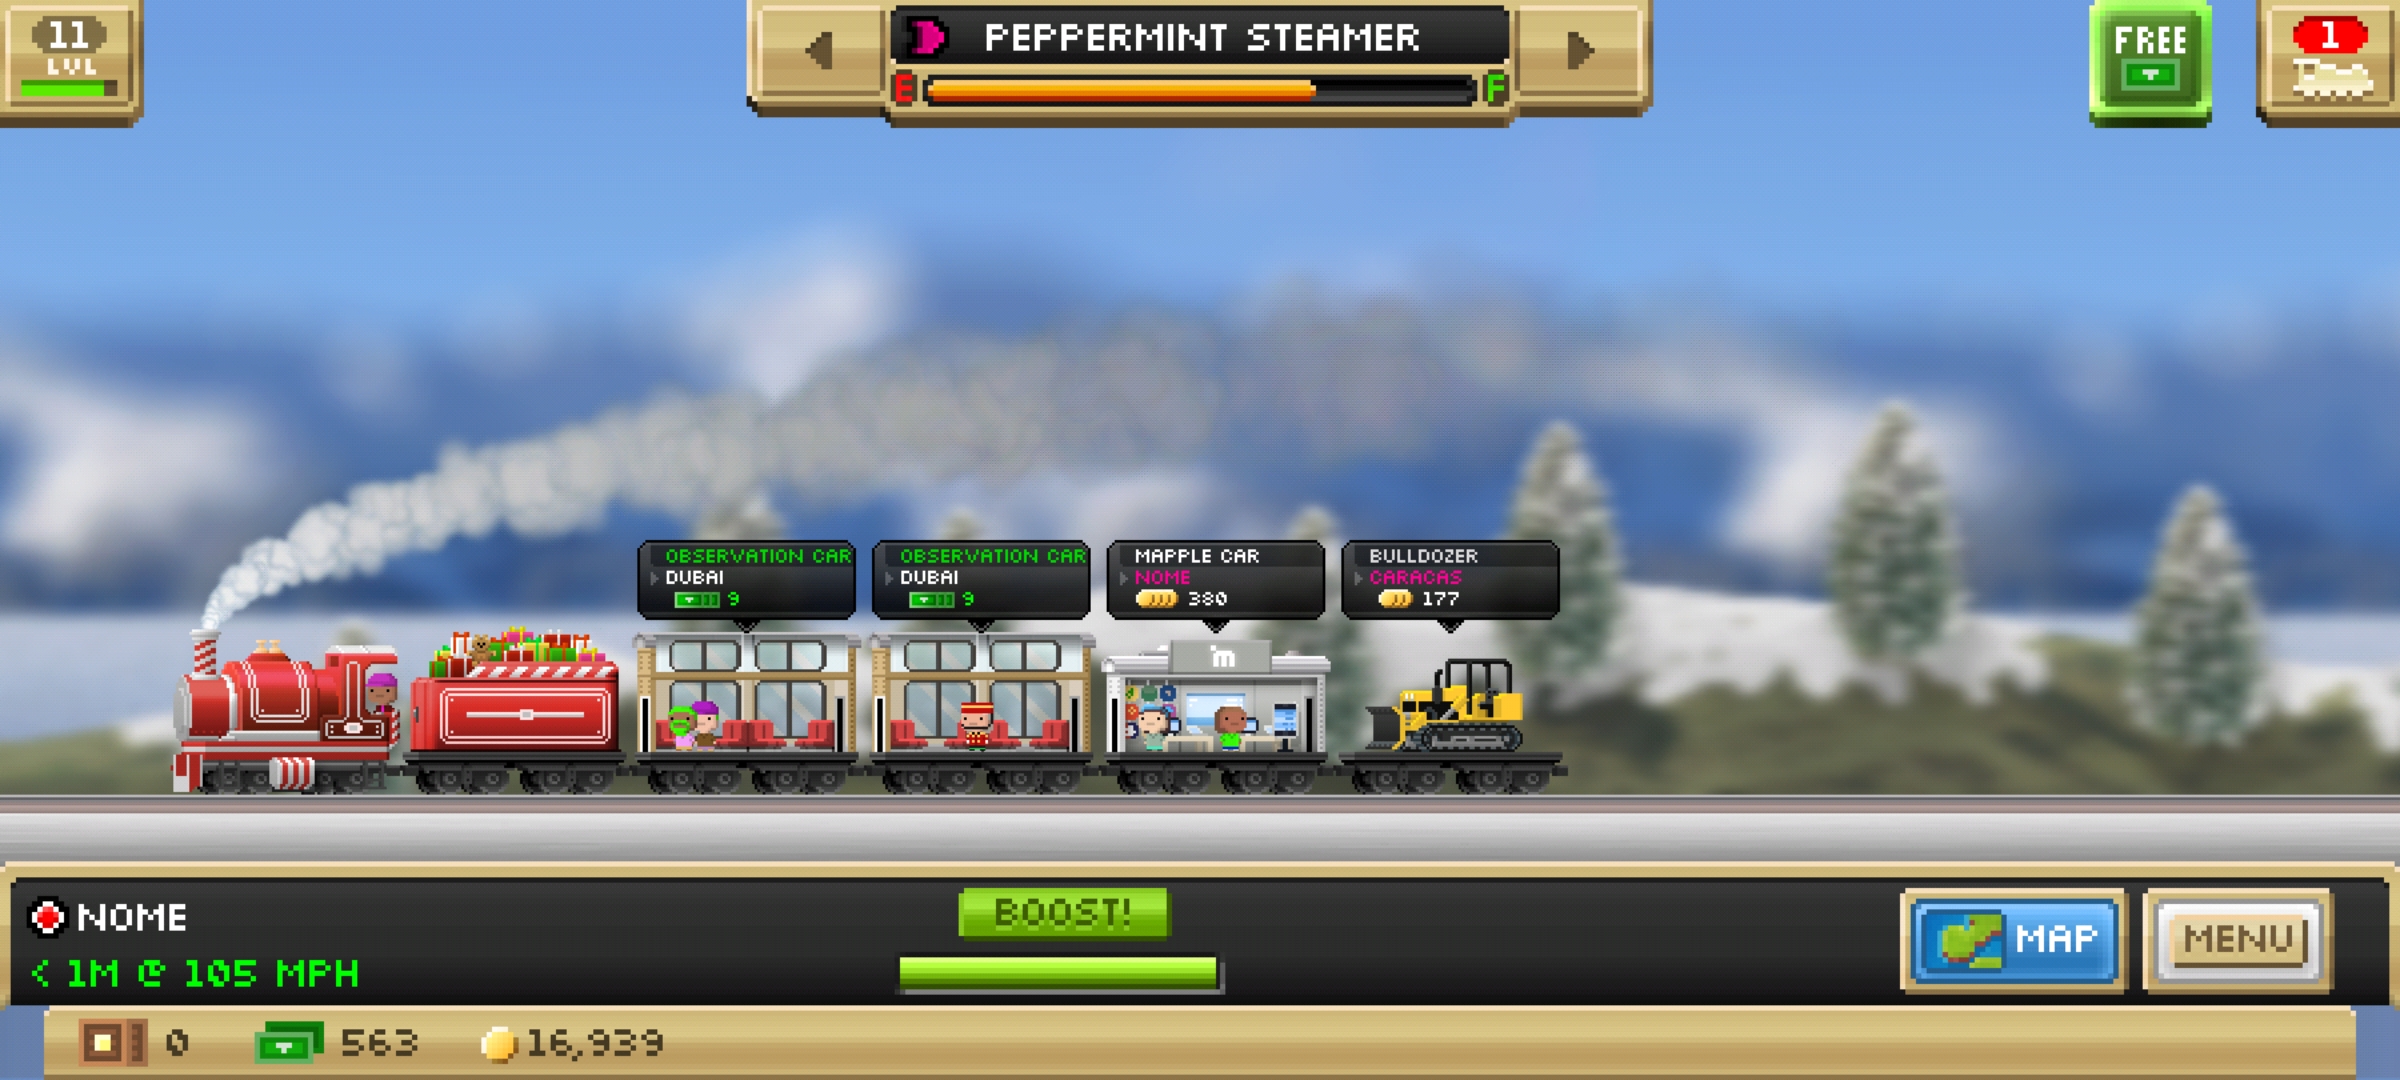 11
LVL
PEPPERMINT STEAMER
E F
FREE
1
OBSERVATION CAR
DUBAI
9
OBSERVATION CAR
DUBAI
9
MAPPLE CAR
NOME
380
BULLDOZER
CARACAS
177
m
NOME
< 1M @ 105 MPH
BOOST!
MAP
MENU
0
563
16,939